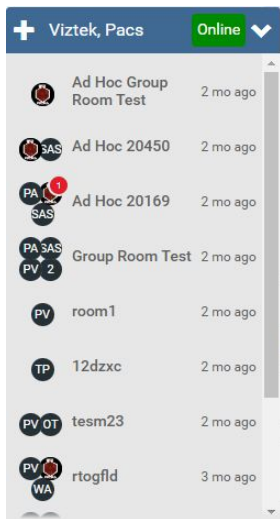 Viztek, Pacs Online
Ad Hoc Group
Room Test
2 mo ago
SAS
Ad Hoc 20450 2 mo ago
PA 1
SAS
Ad Hoc 20169 2 mo ago
PA SAS
PV 2
Group Room Test 2 mo ago
PV room1 2 mo ago
TP 12dzxc 2 mo ago
PV OT tesm23 2 mo ago
PV
WA
rtogfld 3 mo ago